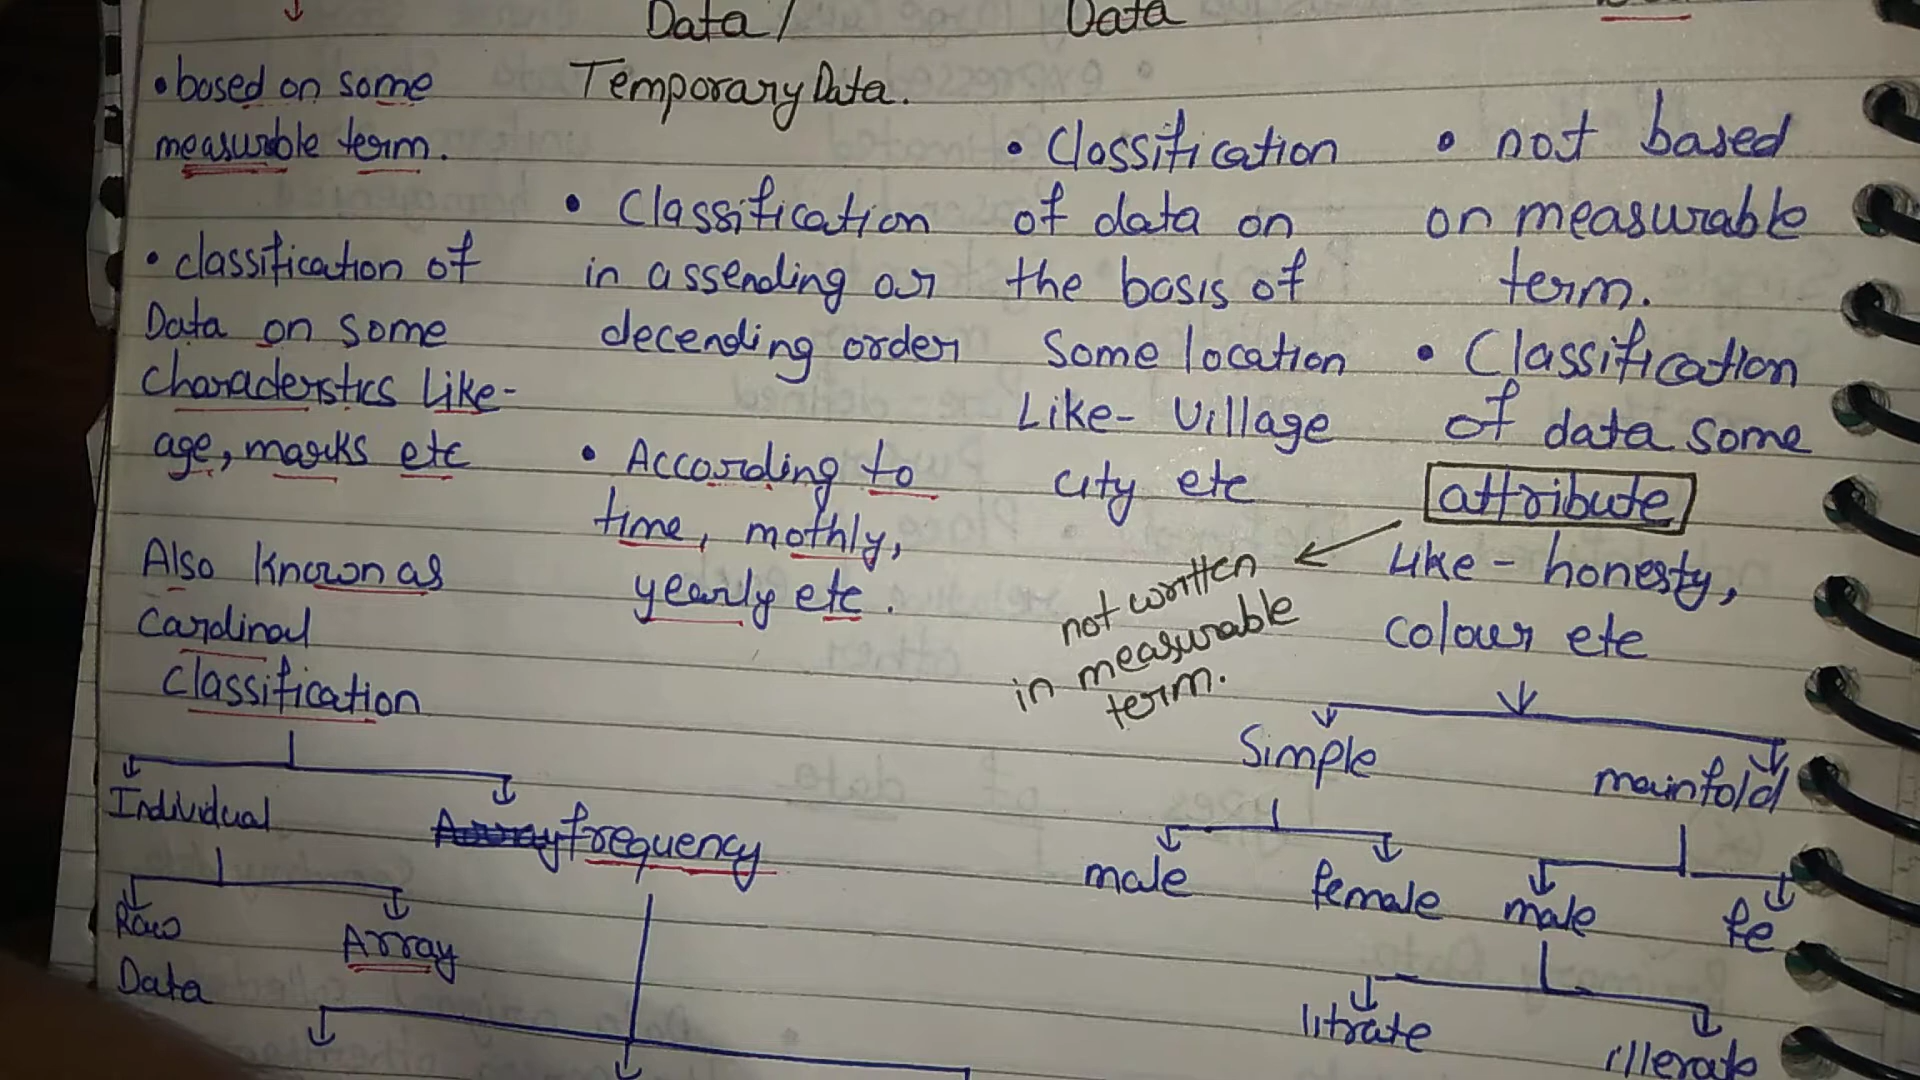 Data /
Temporary Data.
Data
• based on some
measurable term.
• classification of
Data on some
characterstics like-
age, marks etc
Also known as
Cardinal
classification
Individual
frequency
Raw
Data
Array
• Classification
in assending or
decending order
• According to
time, mothly,
yearly etc.
• Classification
of data on
the basis of
Some location
Like- Village
city etc
• not based
on measurable
term.
• Classification
of data some
attribute
Like - honesty,
colour etc
not written
in measurable
term.
Simple
mainfold
male
female
male
fe
litrate
illerate